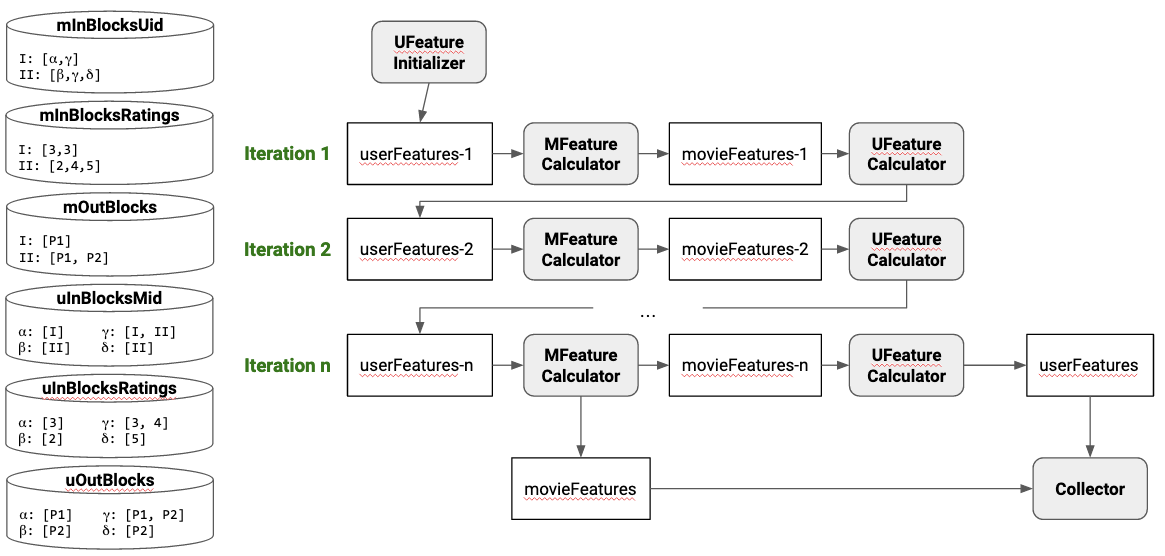 mInBlocksUid
I: [α,γ]
II: [β,γ,δ]
mInBlocksRatings
I: [3,3]
II: [2,4,5]
mOutBlocks
I: [P1]
II: [P1, P2]
uInBlocksMid
α: [I] γ: [I, II]
β: [II] δ: [II]
uInBlocksRatings
α: [3] γ: [3, 4]
β: [2] δ: [5]
uOutBlocks
α: [P1] γ: [P1, P2]
β: [P2] δ: [P2]
UFeature
Initializer
Iteration 1
userFeatures-1
MFeature
Calculator
movieFeatures-1
UFeature
Calculator
Iteration 2
userFeatures-2
MFeature
Calculator
movieFeatures-2
UFeature
Calculator
...
Iteration n
userFeatures-n
MFeature
Calculator
movieFeatures-n
UFeature
Calculator
userFeatures
movieFeatures
Collector